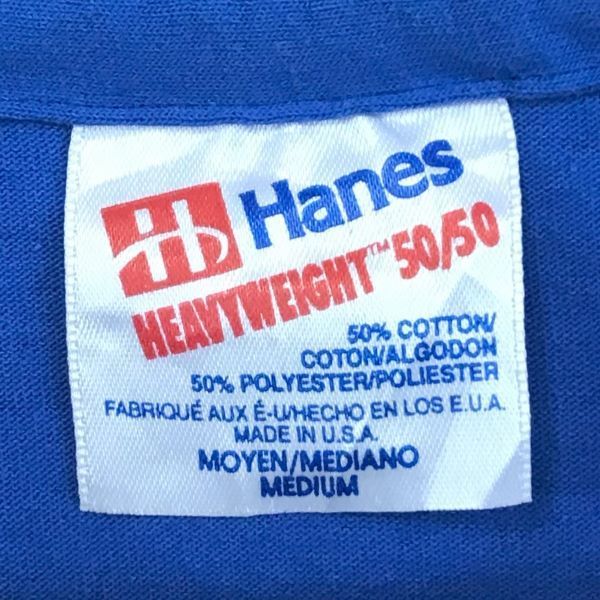 H Hanes
HEAVYWEIGHT™ 50/50
50% COTTON/
COTON/ALGODON
50% POLYESTER/POLIESTER
FABRIQUÉ AUX É-U/HECHO EN LOS E.U.A.
MADE IN U.S.A.
MOYEN/MEDIANO
MEDIUM